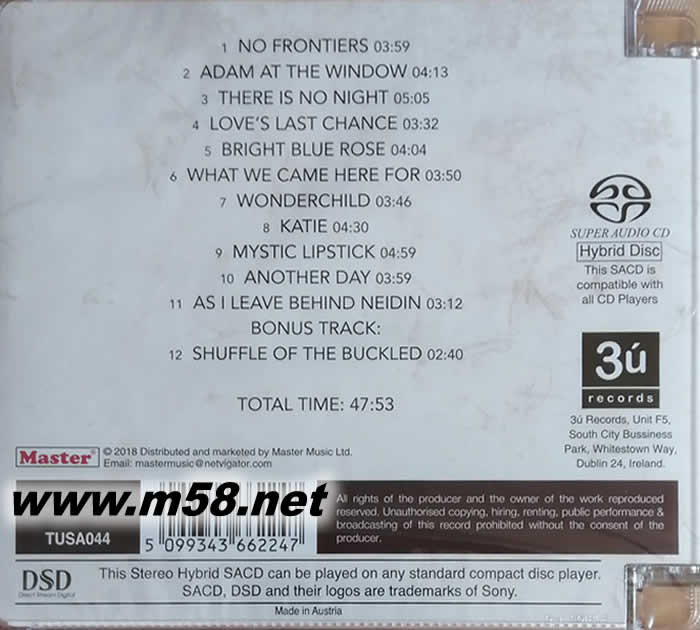 1 NO FRONTIERS 03:59
2 ADAM AT THE WINDOW 04:13
3 THERE IS NO NIGHT 05:05
4 LOVE'S LAST CHANCE 03:32
5 BRIGHT BLUE ROSE 04:04
6 WHAT WE CAME HERE FOR 03:50
7 WONDERCHILD 03:46
8 KATIE 04:30
9 MYSTIC LIPSTICK 04:59
10 ANOTHER DAY 03:59
11 AS I LEAVE BEHIND NEIDIN 03:12
BONUS TRACK:
12 SHUFFLE OF THE BUCKLED 02:40
TOTAL TIME: 47:53
SUPER AUDIO CD
Hybrid Disc
This SACD is
compatible with
all CD Players
3ú
records
3ú Records, Unit F5,
South City Bussiness
Park, Whitestown Way,
Dublin 24, Ireland.
Master®
© 2018 Distributed and marketed by Master Music Ltd.
Email: mastermusic@netvigator.com
www.m58.net
TUSA044
5 099343 662247
All rights of the producer and the owner of the work reproduced
reserved. Unauthorised copying, hiring, renting, public performance &
broadcasting of this record prohibited without the consent of the
producer.
DSD
Direct Stream Digital
This Stereo Hybrid SACD can be played on any standard compact disc player.
SACD, DSD and their logos are trademarks of Sony.
Made in Austria